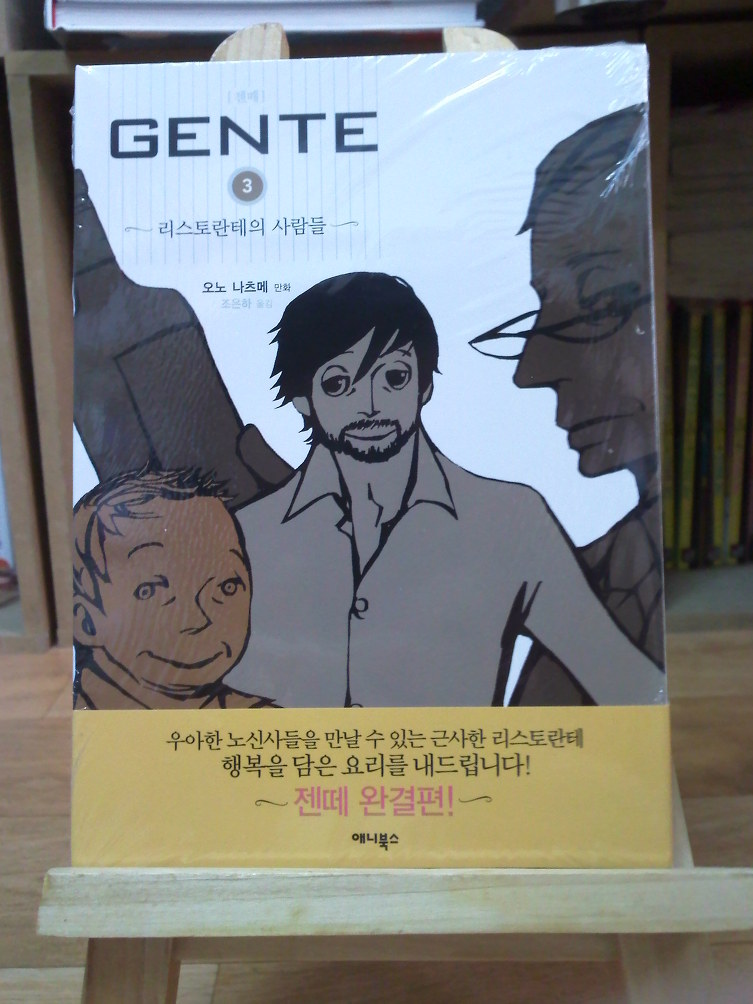 [젠떼]
GENTE
3
~리스토란테의 사람들~
오노 나츠메 만화
조은하 옮김
우아한 노신사들을 만날 수 있는 근사한 리스토란테
행복을 담은 요리를 내드립니다!
~젠떼 완결편!~
애니북스